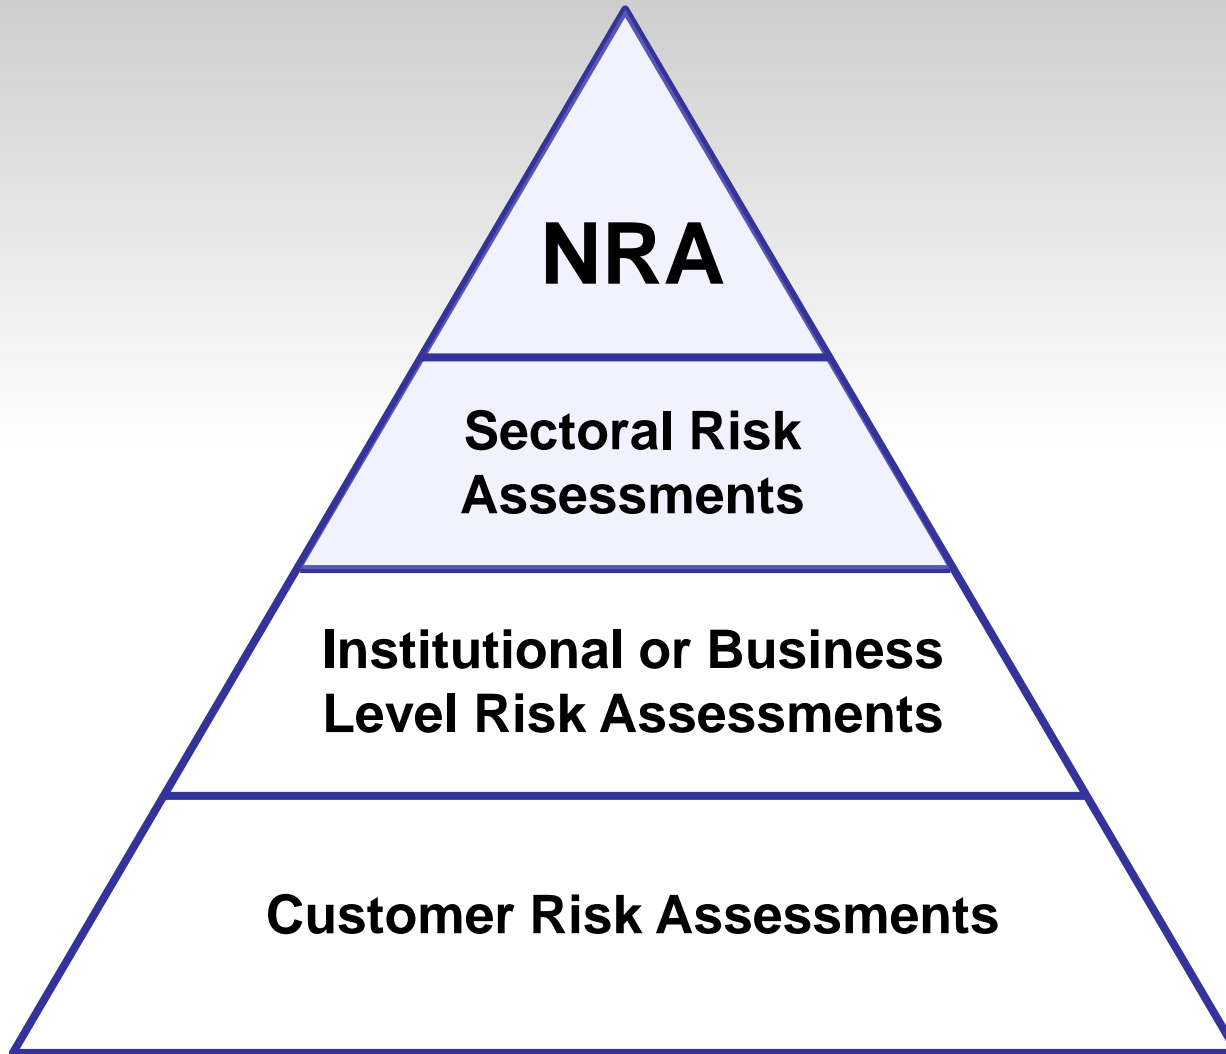 NRA
Sectoral Risk
Assessments
Institutional or Business
Level Risk Assessments
Customer Risk Assessments